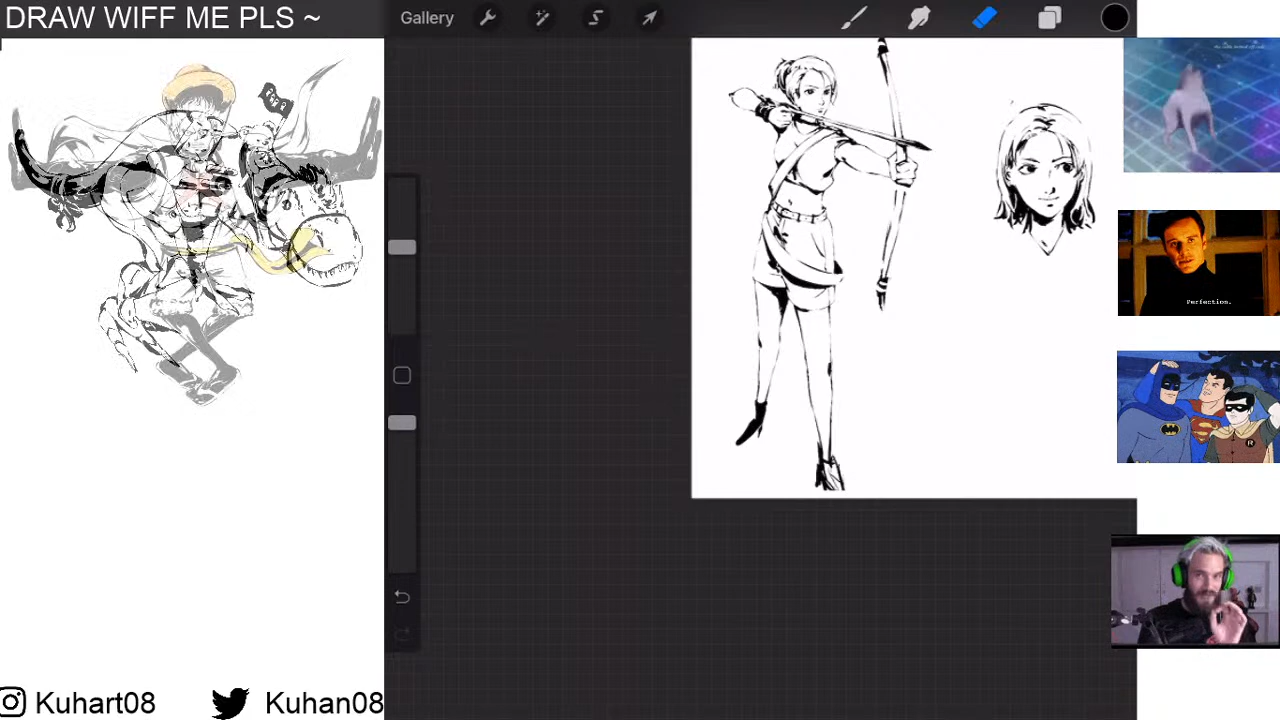 DRAW WIFF ME PLS ~
Gallery
Perfection.
Kuhart08
Kuhan08